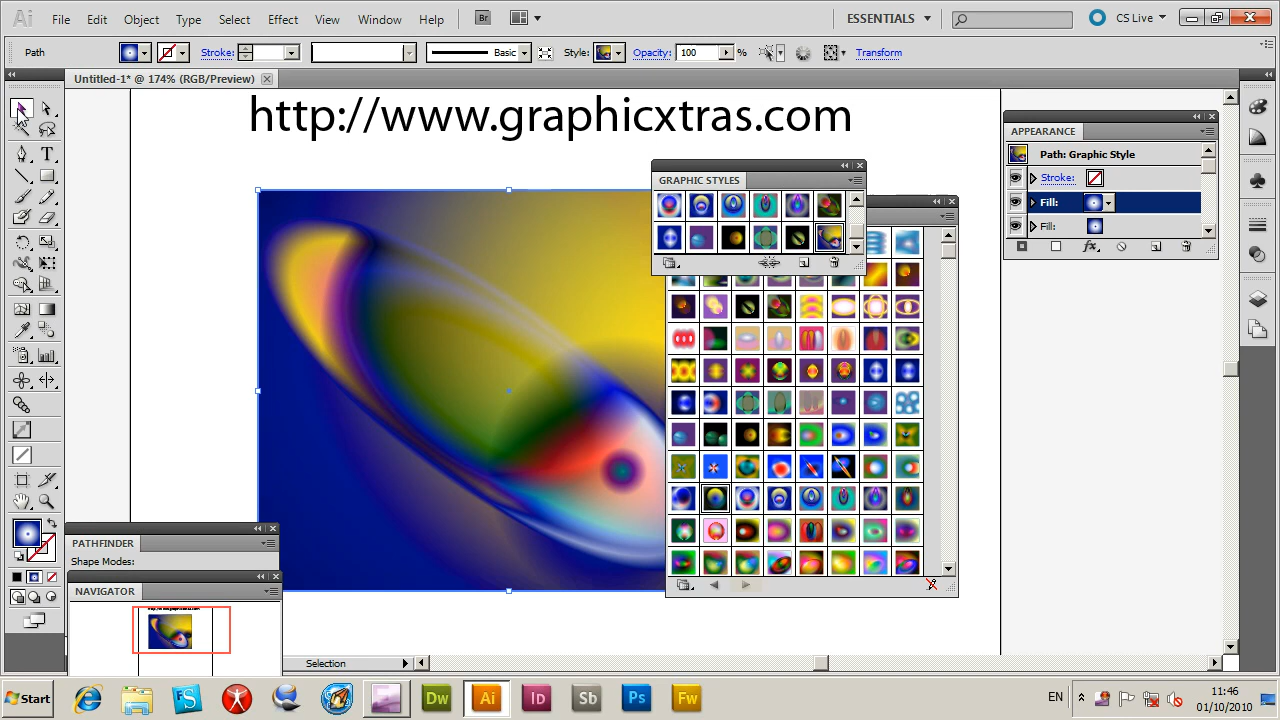 Ai File Edit Object Type Select Effect View Window Help Br ESSENTIALS CS Live
Path Stroke: Basic Style: Opacity: 100 % Transform
Untitled-1* @ 174% (RGB/Preview)
http://www.graphicxtras.com
GRAPHIC STYLES
APPEARANCE
Path: Graphic Style
Stroke:
Fill:
Fill:
T
PATHFINDER
Shape Modes:
NAVIGATOR
Selection
Start FS Dw Ai Id Sb Ps Fw EN 11:46
01/10/2010